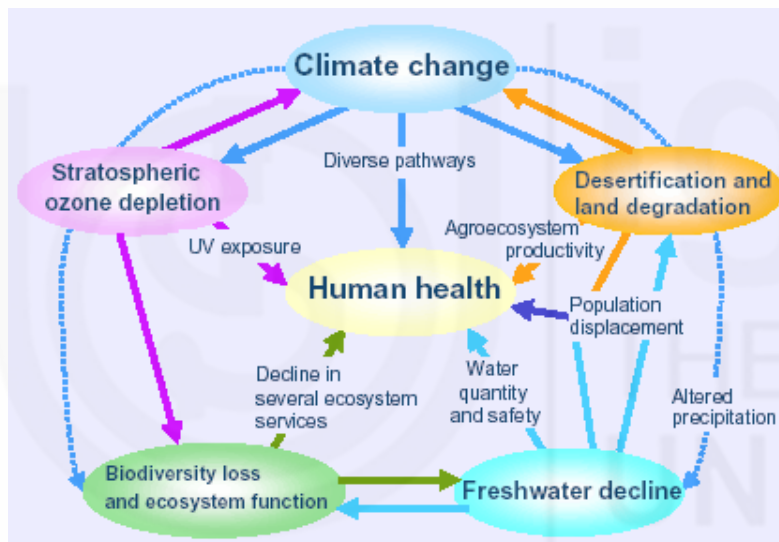 Climate change
Diverse pathways
Stratospheric
ozone depletion
Desertification and
land degradation
UV exposure
Agroecosystem
productivity
Human health
Population
displacement
Decline in
several ecosystem
services
Water
quantity
and safety
Altered
precipitation
Biodiversity loss
and ecosystem function
Freshwater decline